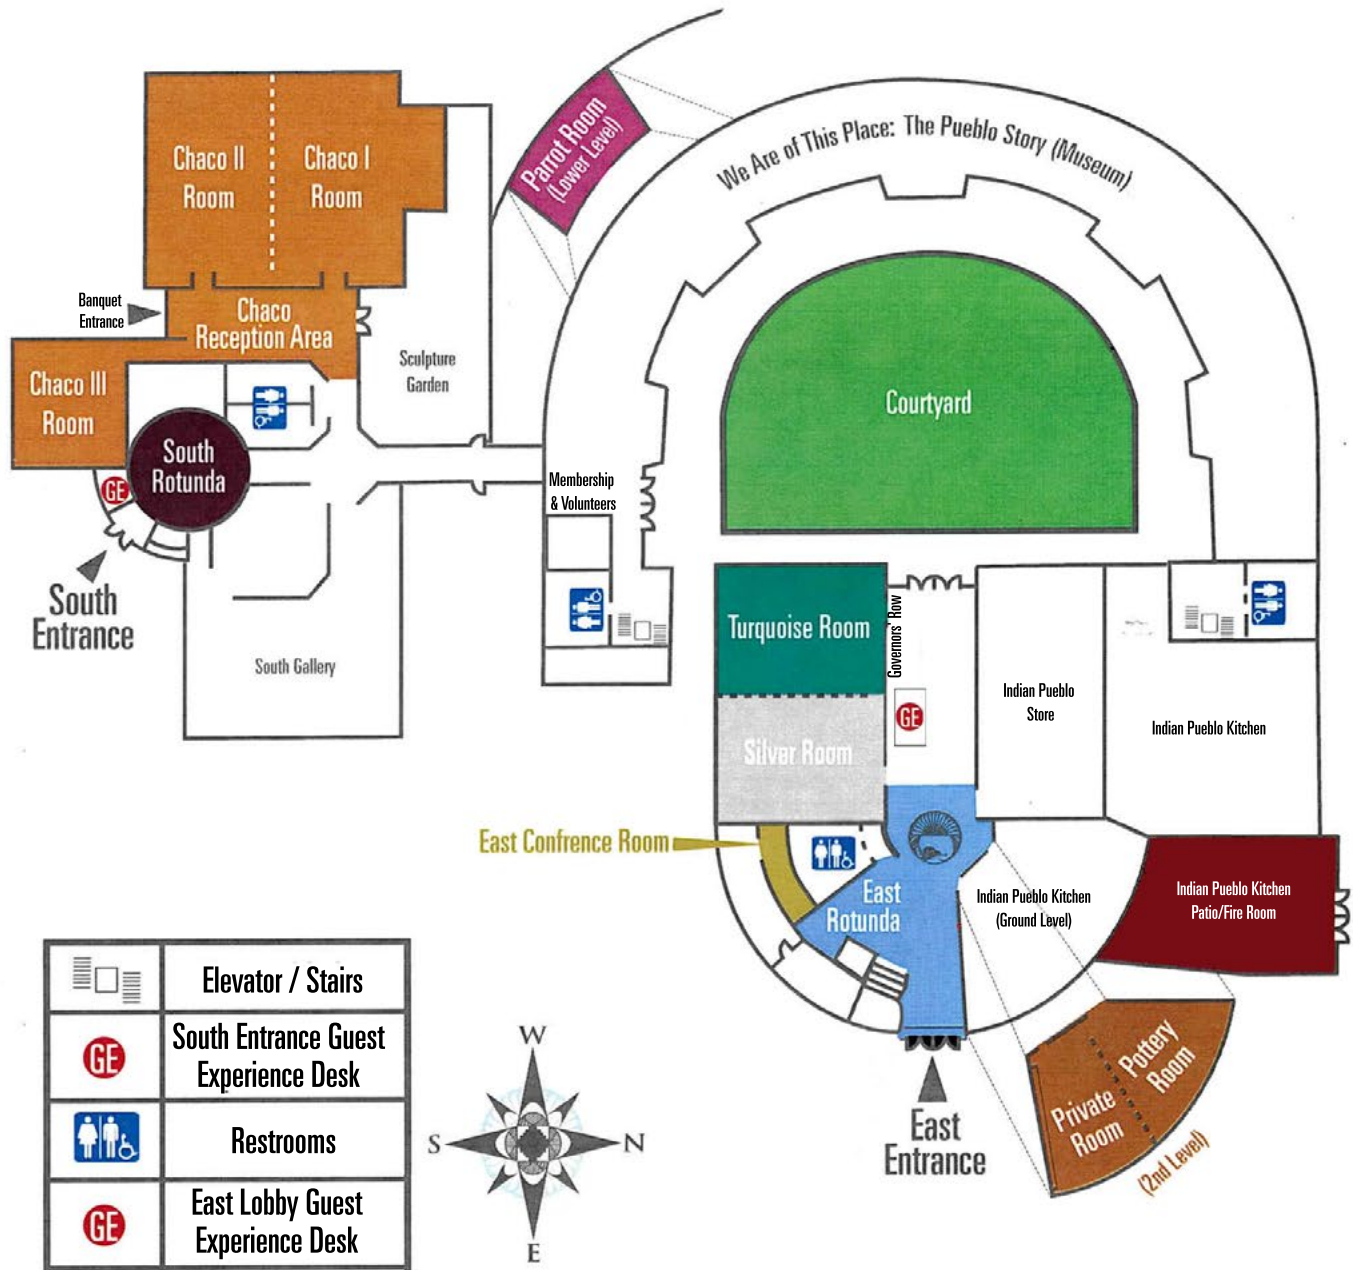 Parrot Room
(Lower Level)
We Are of This Place: The Pueblo Story (Museum)
Chaco II
Room
Chaco I
Room
Banquet
Entrance
Chaco
Reception Area
Sculpture
Garden
Chaco III
Room
South
Rotunda
GE
South
Entrance
South Gallery
Courtyard
Membership
& Volunteers
Turquoise Room
Governors' Row
Silver Room
GE
Indian Pueblo
Store
Indian Pueblo Kitchen
East Confrence Room
East
Rotunda
Indian Pueblo Kitchen
(Ground Level)
Indian Pueblo Kitchen
Patio/Fire Room
East
Entrance
Private
Room
Pottery
Room
(2nd Level)
Elevator / Stairs
GE
South Entrance Guest
Experience Desk
Restrooms
GE
East Lobby Guest
Experience Desk
W
S
N
E